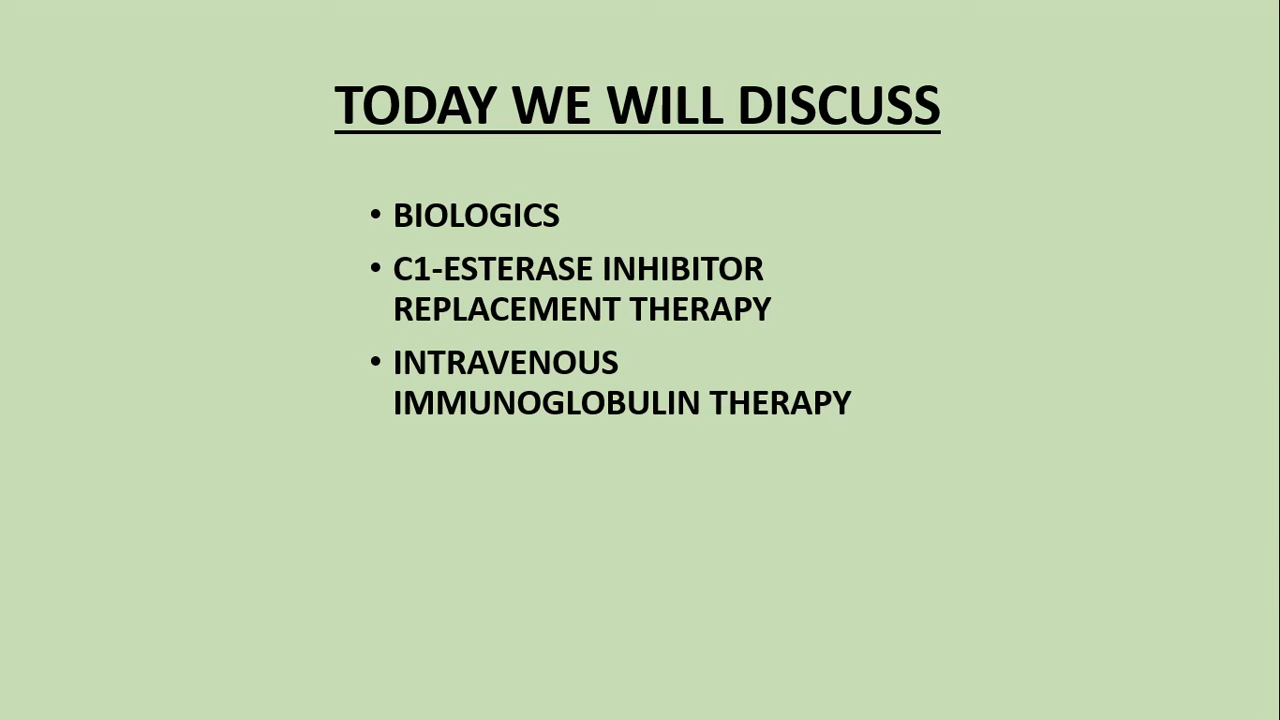 TODAY WE WILL DISCUSS
• BIOLOGICS
• C1-ESTERASE INHIBITOR
REPLACEMENT THERAPY
• INTRAVENOUS
IMMUNOGLOBULIN THERAPY